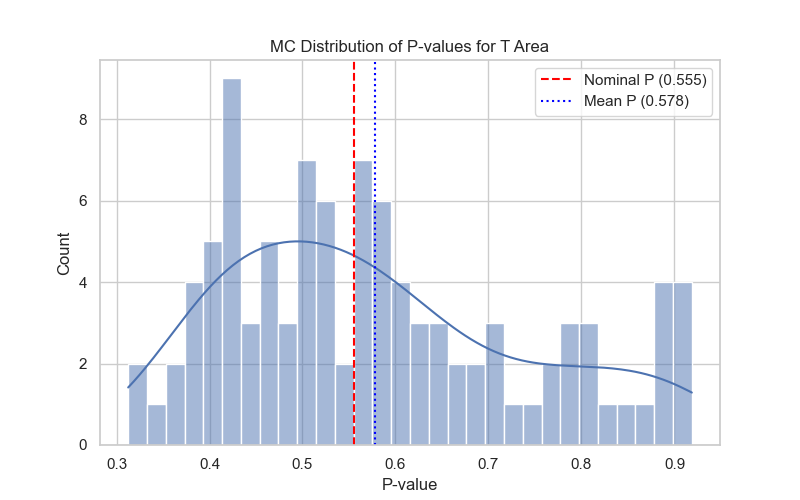 MC Distribution of P-values for T Area
Nominal P (0.555)
Mean P (0.578)
Count
8
6
4
2
0
0.3 0.4 0.5 0.6 0.7 0.8 0.9
P-value